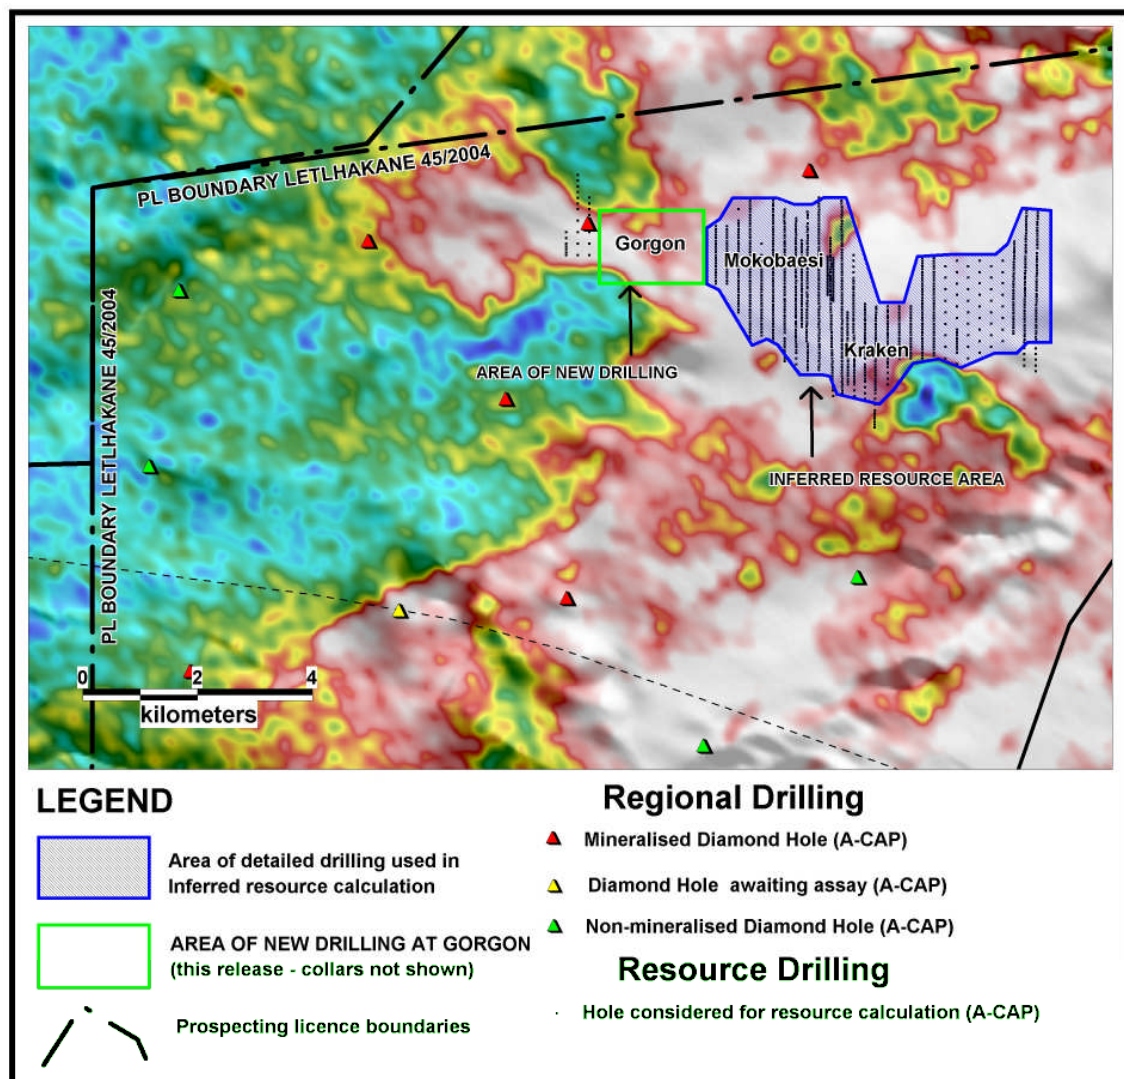 PL BOUNDARY LETLHAKANE 45/2004
Gorgon
Mokobaesi
PL BOUNDARY LETLHAKANE 45/2004
Kraken
AREA OF NEW DRILLING
INFERRED RESOURCE AREA
0 2 4
kilometers
LEGEND
Area of detailed drilling used in
Inferred resource calculation
AREA OF NEW DRILLING AT GORGON
(this release - collars not shown)
Prospecting licence boundaries
Regional Drilling
Mineralised Diamond Hole (A-CAP)
Diamond Hole awaiting assay (A-CAP)
Non-mineralised Diamond Hole (A-CAP)
Resource Drilling
Hole considered for resource calculation (A-CAP)